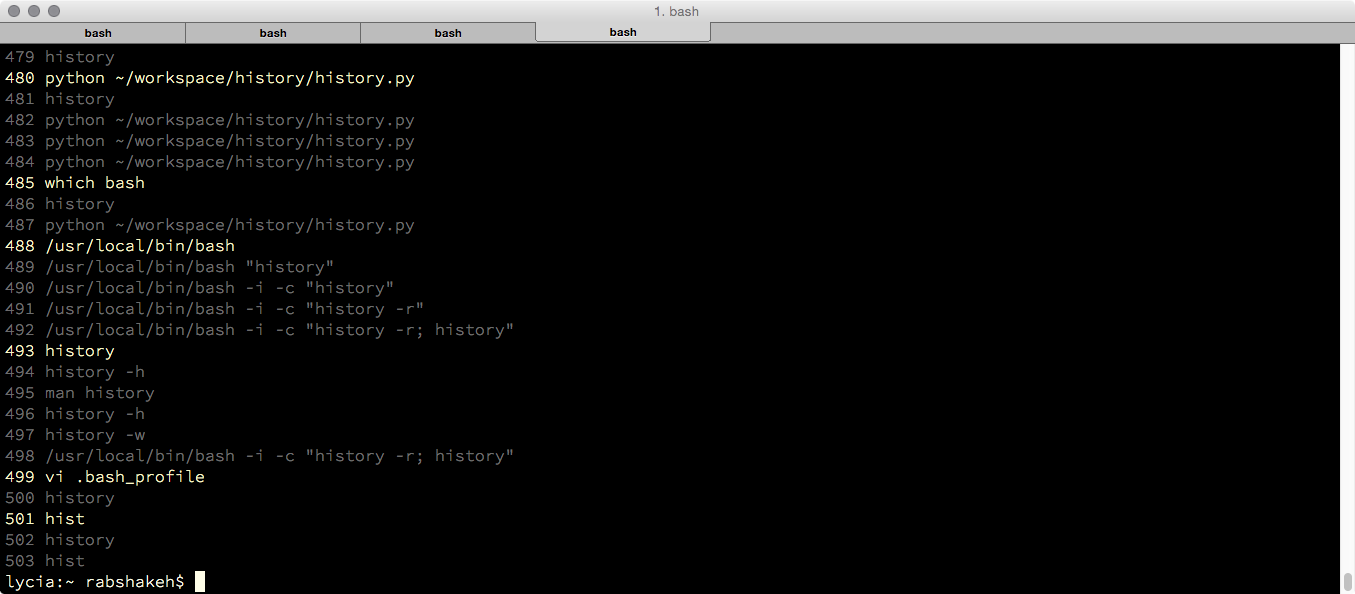 1. bash
bash bash bash bash
479 history
480 python ~/workspace/history/history.py
481 history
482 python ~/workspace/history/history.py
483 python ~/workspace/history/history.py
484 python ~/workspace/history/history.py
485 which bash
486 history
487 python ~/workspace/history/history.py
488 /usr/local/bin/bash
489 /usr/local/bin/bash "history"
490 /usr/local/bin/bash -i -c "history"
491 /usr/local/bin/bash -i -c "history -r"
492 /usr/local/bin/bash -i -c "history -r; history"
493 history
494 history -h
495 man history
496 history -h
497 history -w
498 /usr/local/bin/bash -i -c "history -r; history"
499 vi .bash_profile
500 history
501 hist
502 history
503 hist
lycia:~ rabshakeh$